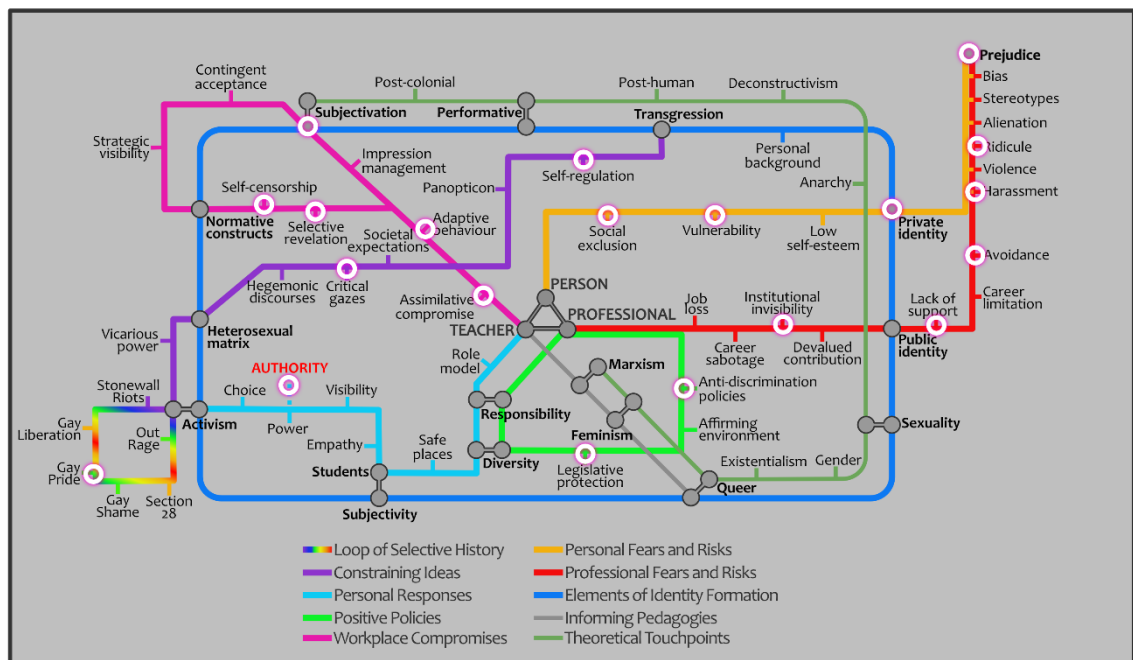 Contingent
acceptance
Post-colonial
Post-human
Deconstructivism
Prejudice
Bias
Stereotypes
Alienation
Ridicule
Violence
Harassment
Avoidance
Career
limitation
Subjectivation
Performative
Transgression
Strategic
visibility
Impression
management
Personal
background
Panopticon
Self-regulation
Anarchy
Self-censorship
Normative
constructs
Selective
revelation
Adaptive
behaviour
Societal
expectations
Social
exclusion
Vulnerability
Low
self-esteem
Private
identity
Hegemonic
discourses
Critical
gazes
Assimilative
compromise
PERSON
TEACHER
PROFESSIONAL
Job
loss
Institutional
invisibility
Lack of
support
Heterosexual
matrix
Vicarious
power
Career
sabotage
Devalued
contribution
Public
identity
AUTHORITY
Role
model
Marxism
Stonewall
Riots
Choice
Visibility
Anti-discrimination
policies
Gay
Liberation
Out
Rage
Activism
Power
Responsibility
Feminism
Affirming
environment
Sexuality
Empathy
Safe
places
Gay
Pride
Students
Diversity
Legislative
protection
Existentialism
Gender
Queer
Gay
Shame
Section
28
Subjectivity
Loop of Selective History
Constraining Ideas
Personal Responses
Positive Policies
Workplace Compromises
Personal Fears and Risks
Professional Fears and Risks
Elements of Identity Formation
Informing Pedagogies
Theoretical Touchpoints